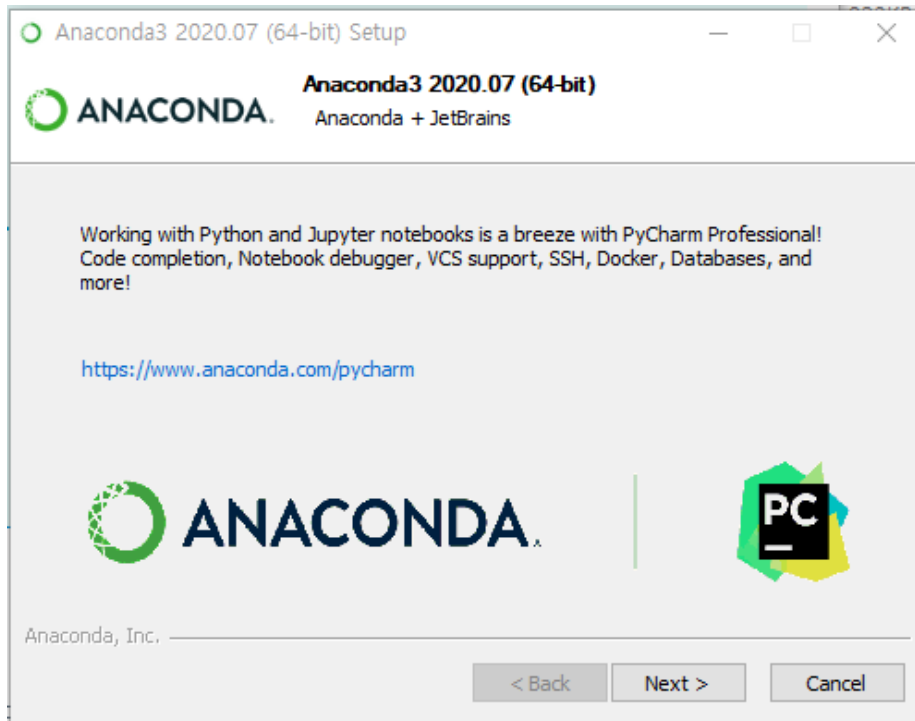 Anaconda3 2020.07 (64-bit) Setup
ANACONDA.
Anaconda3 2020.07 (64-bit)
Anaconda + JetBrains
Working with Python and Jupyter notebooks is a breeze with PyCharm Professional!
Code completion, Notebook debugger, VCS support, SSH, Docker, Databases, and
more!
https://www.anaconda.com/pycharm
ANACONDA.
PC
Anaconda, Inc.
< Back
Next >
Cancel